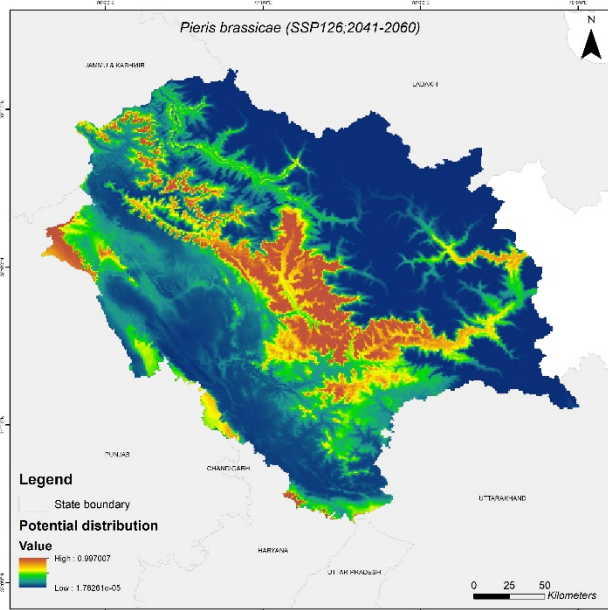 Pieris brassicae (SSP126;2041-2060)
N
JAMMU & KASHMIR
LADAKH
PUNJAB
CHANDIGARH
UTTARAKHAND
HARYANA
UTTAR PRADESH
Legend
State boundary
Potential distribution
Value
High : 0.997007
Low : 1.76261e-05
0 25 50
Kilometers